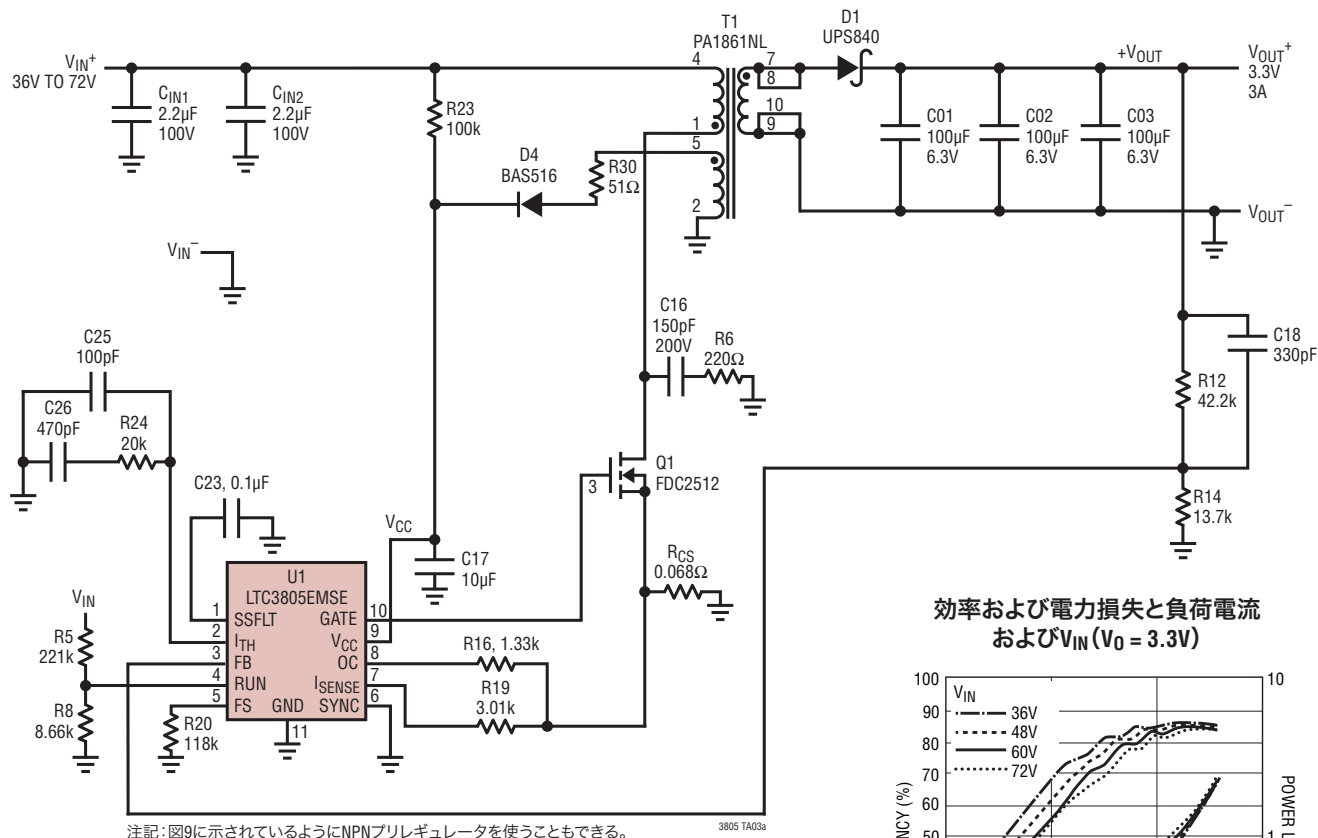 T1
PA1861NL
D1
UPS840
VIN+
36V TO 72V
CIN1
2.2µF
100V
CIN2
2.2µF
100V
R23
100k
D4
BAS516
R30
51Ω
4
1
5
2
7
8
10
9
+VOUT
VOUT+
3.3V
3A
C01
100µF
6.3V
C02
100µF
6.3V
C03
100µF
6.3V
VOUT−
VIN−
C16
150pF
200V
R6
220Ω
C18
330pF
R12
42.2k
R14
13.7k
C25
100pF
C26
470pF
R24
20k
C23, 0.1µF
Q1
FDC2512
3
VCC
C17
10µF
RCS
0.068Ω
U1
LTC3805EMSE
VIN
R5
221k
R8
8.66k
R20
118k
1 SSFLT
2 ITH
3 FB
4 RUN
5 FS
GND 11
GATE 10
VCC 9
OC 8
ISENSE 7
SYNC 6
R16, 1.33k
R19
3.01k
注記:図9に示されているようにNPNプリレギュレータを使うこともできる。
3805 TA03a
効率および電力損失と負荷電流
およびVIN(VO = 3.3V)
100
90
80
70
60
VIN
36V
48V
60V
72V
10